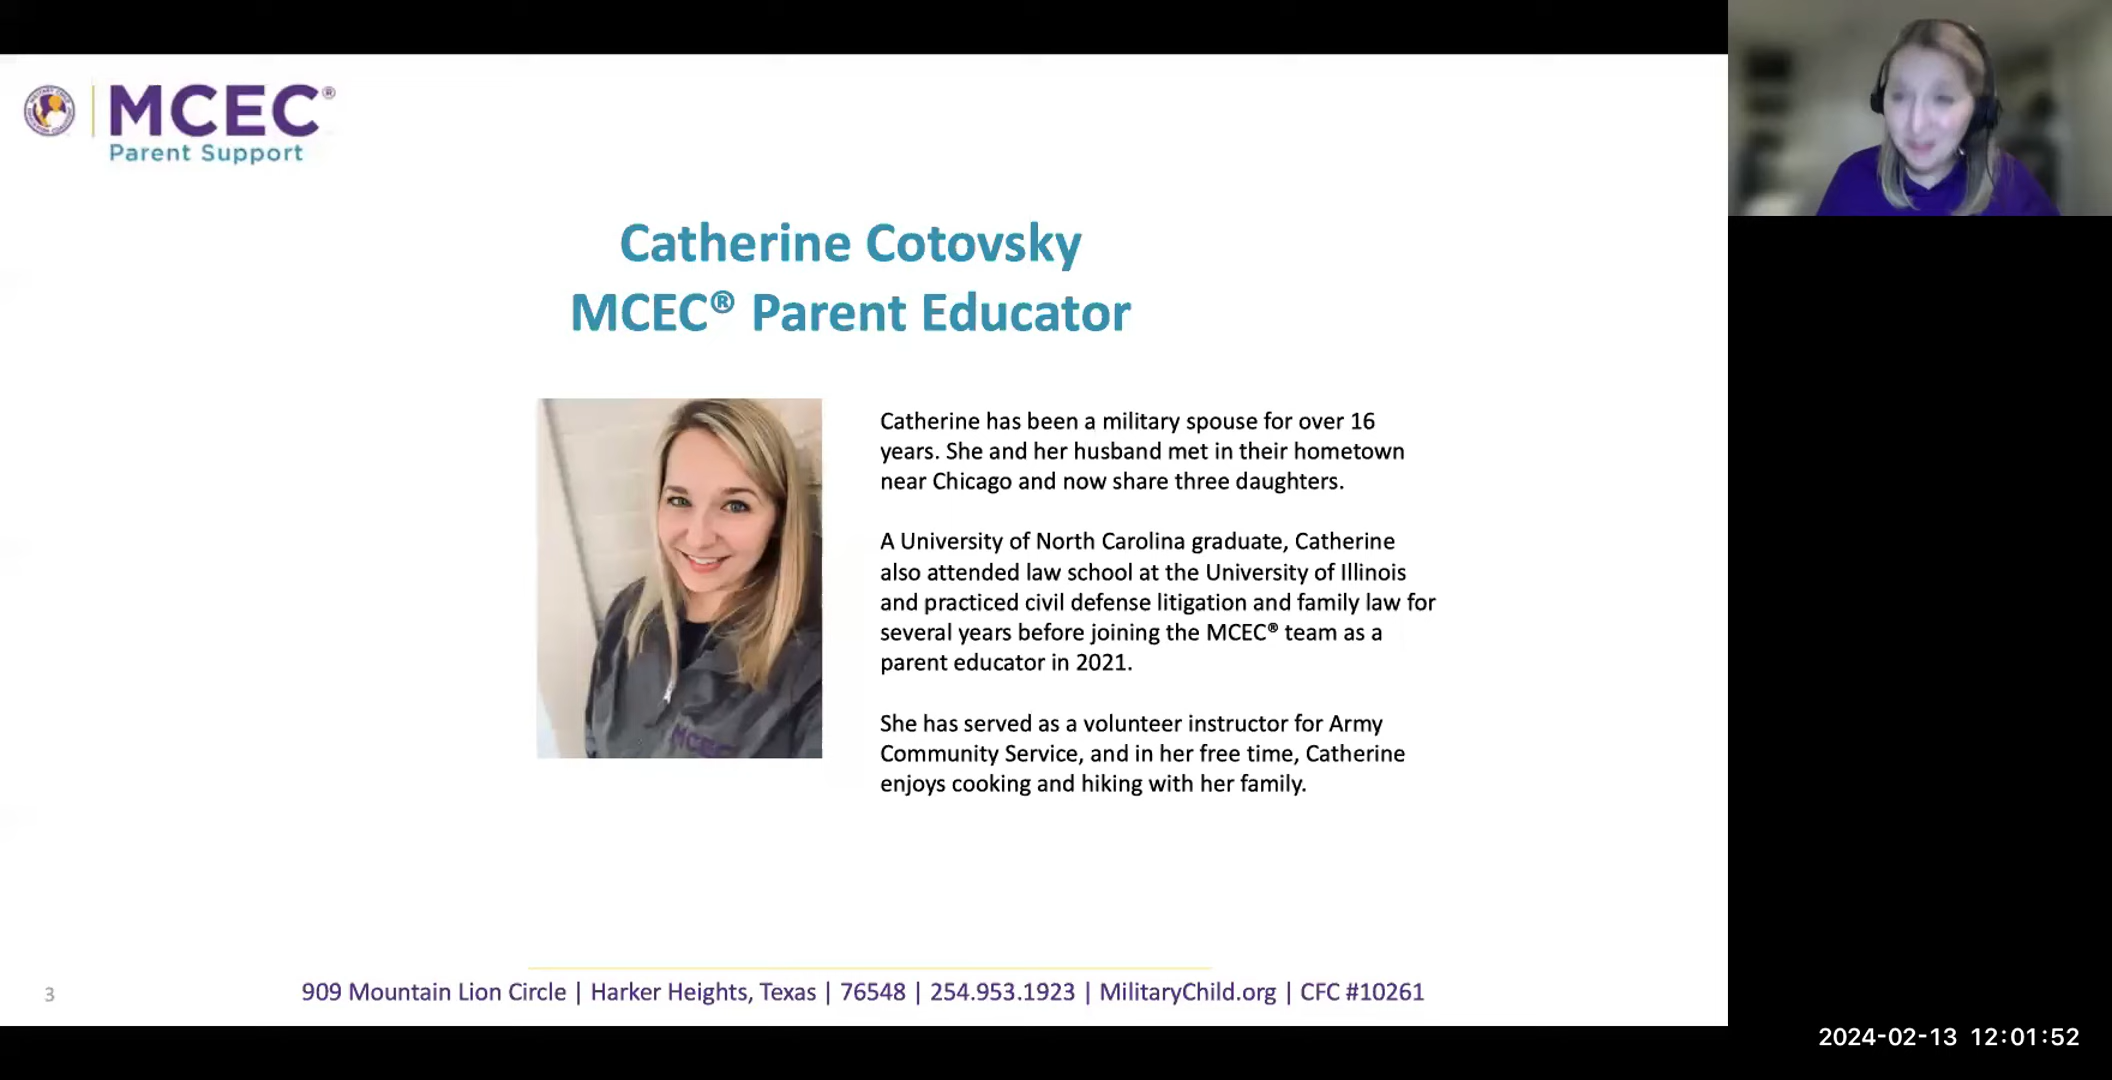 MCEC®
Parent Support
Catherine Cotovsky
MCEC® Parent Educator
Catherine has been a military spouse for over 16
years. She and her husband met in their hometown
near Chicago and now share three daughters.
A University of North Carolina graduate, Catherine
also attended law school at the University of Illinois
and practiced civil defense litigation and family law for
several years before joining the MCEC® team as a
parent educator in 2021.
She has served as a volunteer instructor for Army
Community Service, and in her free time, Catherine
enjoys cooking and hiking with her family.
MCEC
3
909 Mountain Lion Circle | Harker Heights, Texas | 76548 | 254.953.1923 | MilitaryChild.org | CFC #10261
2024-02-13 12:01:52